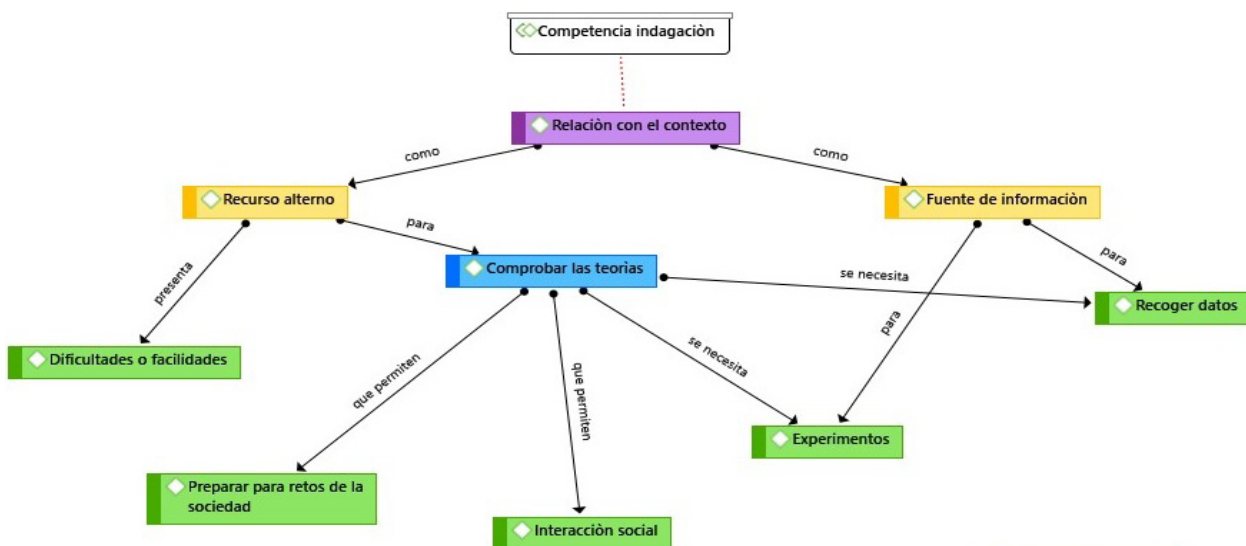 Competencia indagaciòn
Relaciòn con el contexto
como
como
Recurso alterno
Fuente de informaciòn
para
para
presenta
Comprobar las teorìas
se necesita
Recoger datos
para
Dificultades o facilidades
que permiten
que permiten
se necesita
Experimentos
Preparar para retos de la
sociedad
Interacciòn social